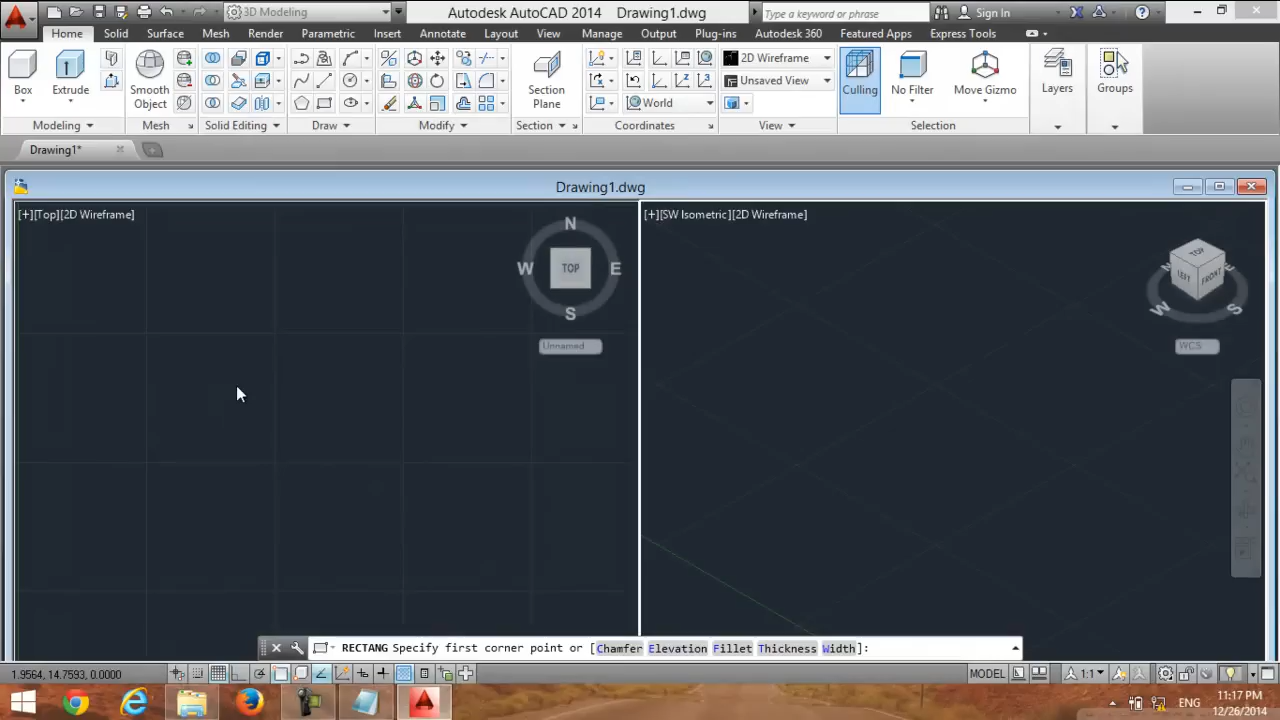 3D Modeling
Autodesk AutoCAD 2014 Drawing1.dwg
Type a keyword or phrase
Sign In
Home Solid Surface Mesh Render Parametric Insert Annotate Layout View Manage Output Plug-ins Autodesk 360 Featured Apps Express Tools
2D Wireframe
Unsaved View
World
Box Extrude Smooth Object Section Plane Culling No Filter Move Gizmo Layers Groups
Modeling Mesh Solid Editing Draw Modify Section Coordinates View Selection
Drawing1*
Drawing1.dwg
[+][Top][2D Wireframe]
[+][SW Isometric][2D Wireframe]
N
W TOP E
S
Unnamed
TOP
LEFT FRONT
N E
W S
WCS
RECTANG Specify first corner point or [Chamfer Elevation Fillet Thickness Width]:
1.9564, 14.7593, 0.0000
MODEL
1:1
ENG
11:17 PM
12/26/2014